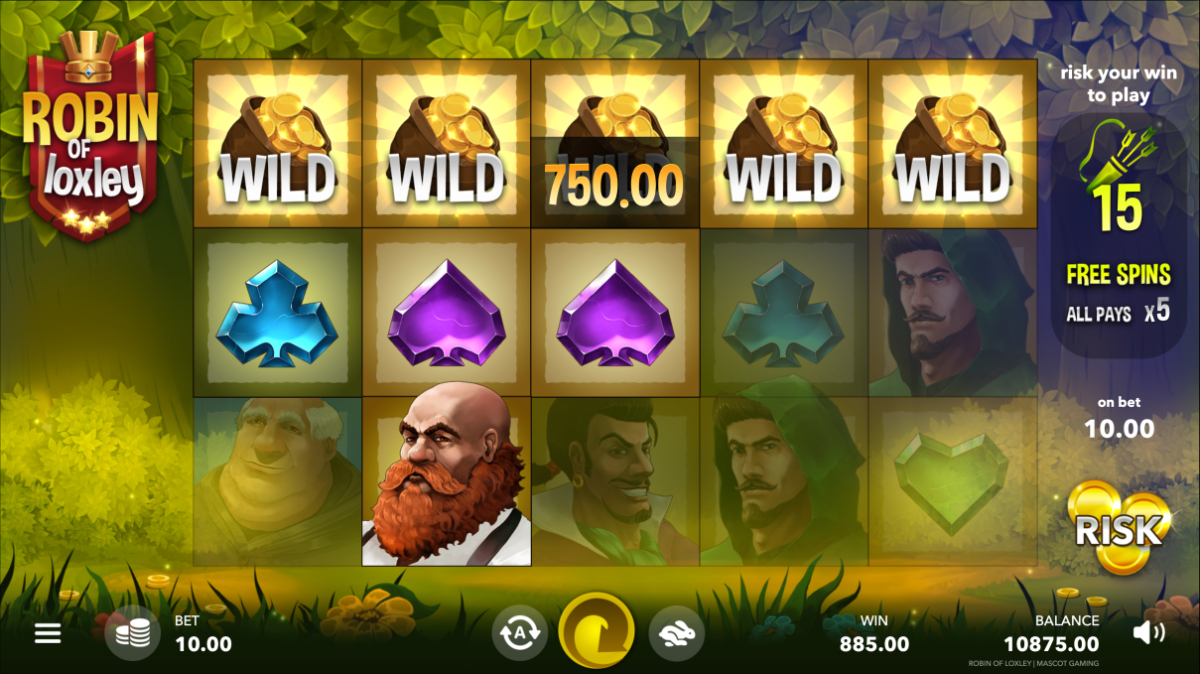 ROBIN
OF
loxley
WILD
WILD
WILD
750.00
WILD
WILD
risk your win
to play
15
FREE SPINS
ALL PAYS x5
on bet
10.00
RISK
BET
10.00
A
WIN
885.00
BALANCE
10875.00
ROBIN OF LOXLEY | MASCOT GAMING